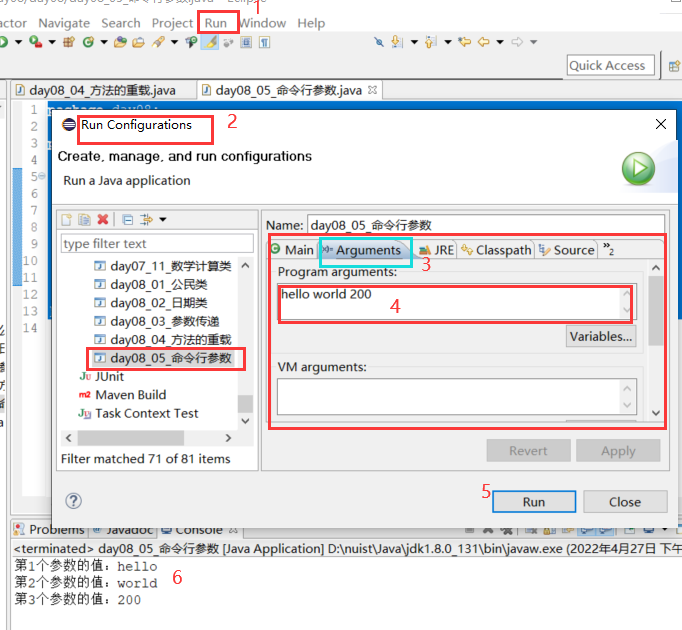 1
actor Navigate Search Project Run Window Help
Quick Access
day08_04_方法的重载.java
day08_05_命令行参数.java
1
2
3
4
5
6
7
8
9
10
11
12
13
14
Run Configurations
2
Create, manage, and run configurations
Run a Java application
type filter text
day07_11_数学计算类
day08_01_公民类
day08_02_日期类
day08_03_参数传递
day08_04_方法的重载
day08_05_命令行参数
Ju JUnit
m2 Maven Build
Task Context Test
Filter matched 71 of 81 items
Name: day08_05_命令行参数
Main (x)= Arguments JRE Classpath Source »2
3
Program arguments:
hello world 200
4
Variables...
VM arguments:
Revert Apply
5
Run Close
Problems Javadoc Console
<terminated> day08_05_命令行参数 [Java Application] D:\nuist\Java\jdk1.8.0_131\bin\javaw.exe (2022年4月27日 下午
第1个参数的值：hello
第2个参数的值：world
第3个参数的值：200
6